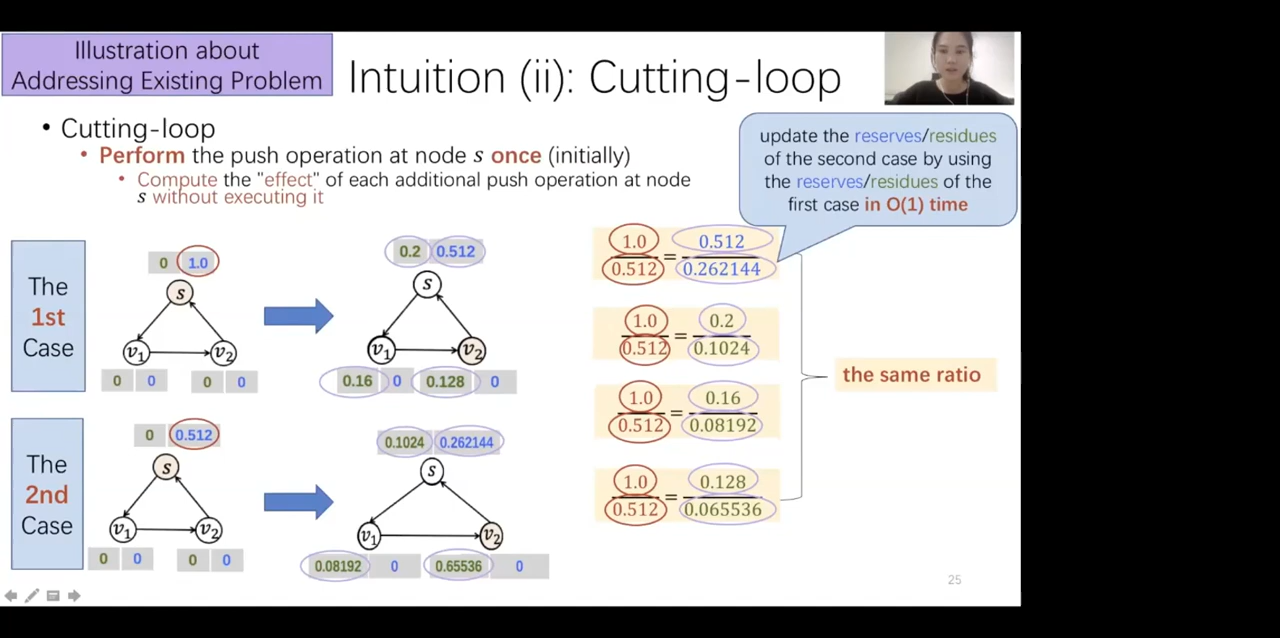 Illustration about
Addressing Existing Problem
Intuition (ii): Cutting-loop
• Cutting-loop
• Perform the push operation at node s once (initially)
• Compute the "effect" of each additional push operation at node
s without executing it
update the reserves/residues
of the second case by using
the reserves/residues of the
first case in O(1) time
The
1st
Case
0 1.0
s
v₁ v₂
0 0 0 0
0.2 0.512
s
v₁ v₂
0.16 0 0.128 0
The
2nd
Case
0 0.512
s
v₁ v₂
0 0 0 0
0.1024 0.262144
s
v₁ v₂
0.08192 0 0.65536 0
1.0 0.512
=
0.512 0.262144
1.0 0.2
=
0.512 0.1024
1.0 0.16
=
0.512 0.08192
1.0 0.128
=
0.512 0.065536
the same ratio
25